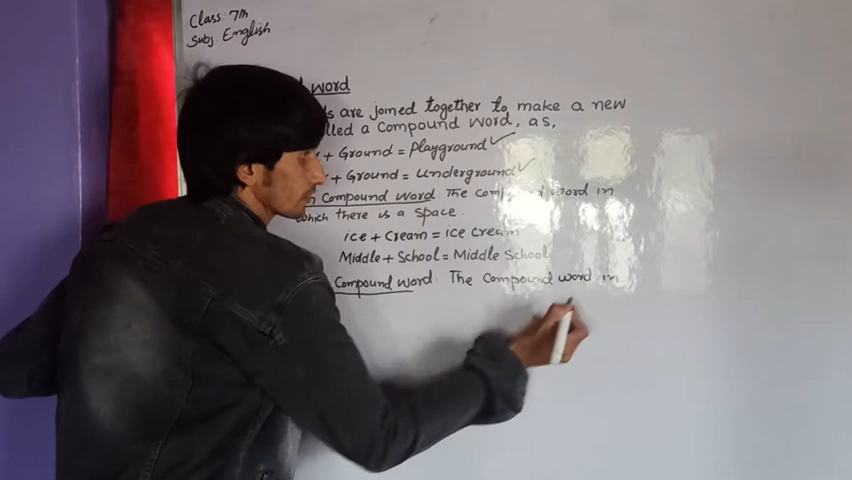 Class 7th
Subj English
word
are joined together to make a new
a Compound word, as,
+ Ground = Playground ✓
+ Ground = Underground ✓
Compound word. The Compound word in
which there is a space.
ice + Cream = ice cream
Middle + School = Middle School
Compound word. The Compound word in